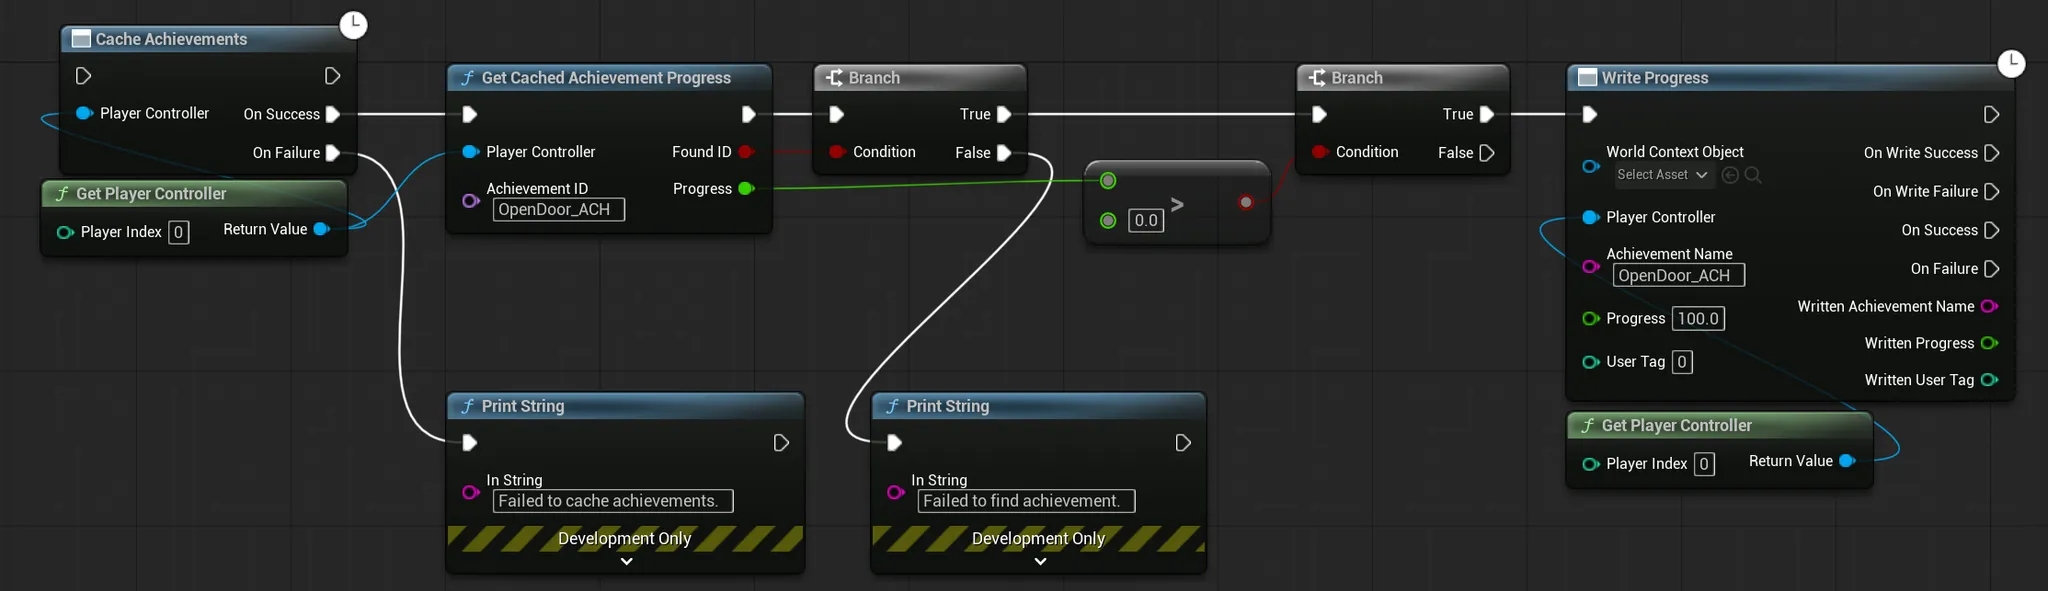 Cache Achievements
Player Controller
On Success
On Failure
Get Player Controller
Player Index 0
Return Value
Get Cached Achievement Progress
Player Controller
Found ID
Achievement ID
OpenDoor_ACH
Progress
Branch
True
Condition
False
>
0.0
Branch
True
Condition
False
Write Progress
World Context Object
Select Asset
On Write Success
On Write Failure
Player Controller
On Success
Achievement Name
OpenDoor_ACH
On Failure
Written Achievement Name
Progress 100.0
Written Progress
User Tag 0
Written User Tag
Print String
In String
Failed to cache achievements.
Development Only
Print String
In String
Failed to find achievement.
Development Only
Get Player Controller
Player Index 0
Return Value